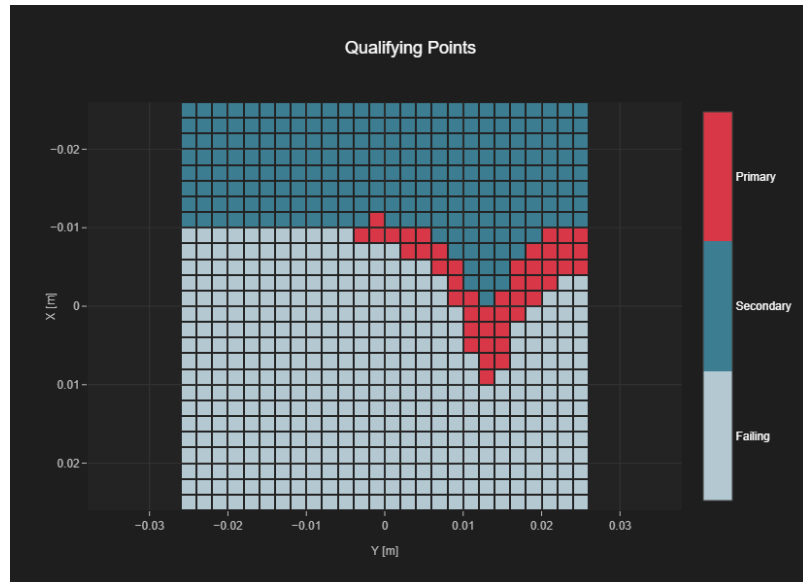 Qualifying Points
−0.02
−0.01
0
0.01
0.02
X [m]
−0.03
−0.02
−0.01
0
0.01
0.02
0.03
Y [m]
Primary
Secondary
Failing